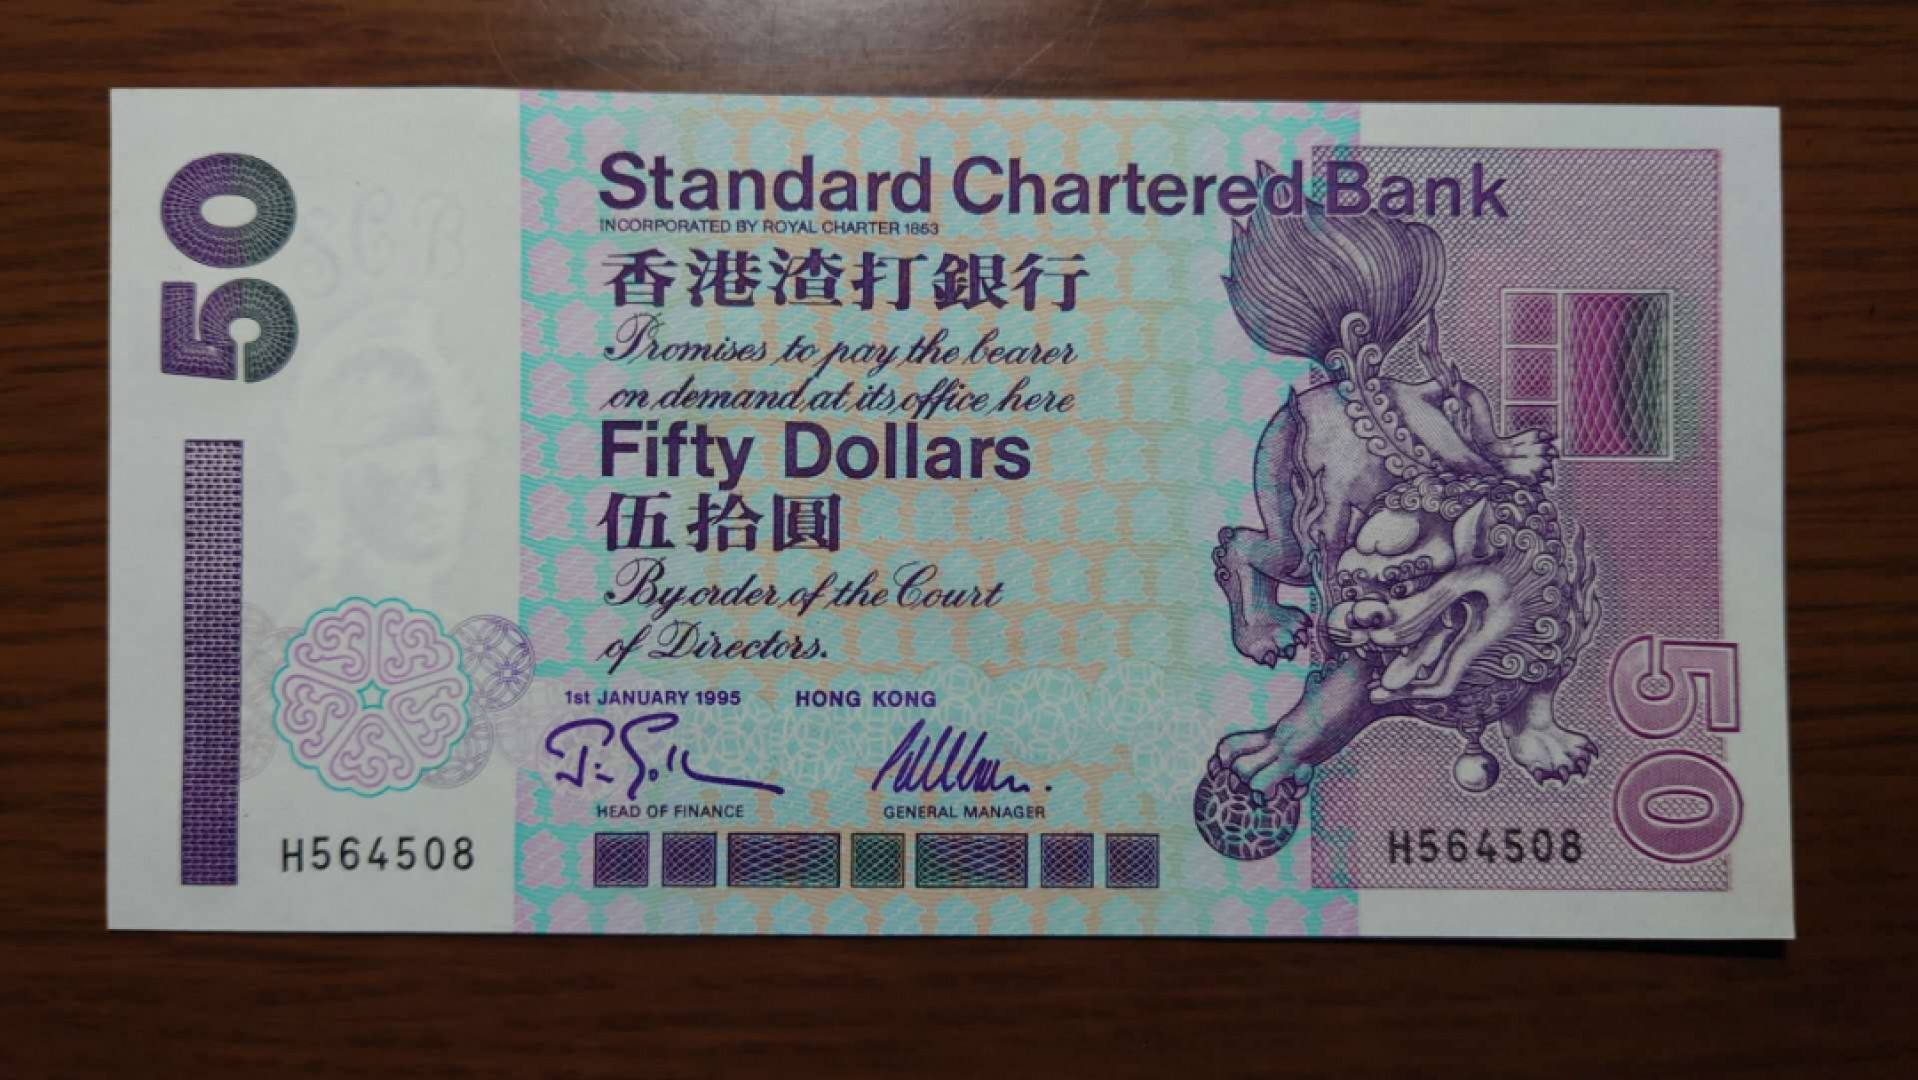 50
Standard Chartered Bank
INCORPORATED BY ROYAL CHARTER 1853
香港渣打銀行
Promises to pay the bearer
on demand at its office here
Fifty Dollars
伍拾圓
By order of the Court
of Directors.
1st JANUARY 1995 HONG KONG
HEAD OF FINANCE GENERAL MANAGER
H564508
H564508
50